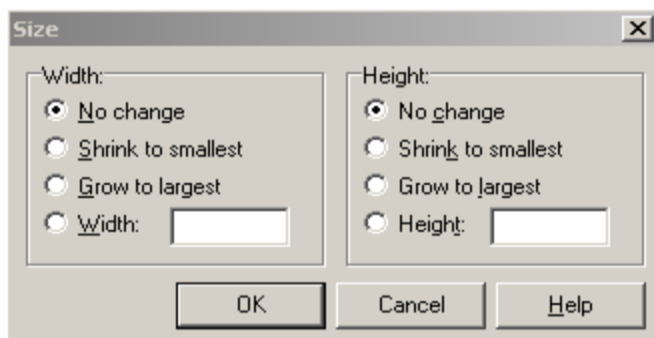 Size
Width:
No change
Shrink to smallest
Grow to largest
Width:
Height:
No change
Shrink to smallest
Grow to largest
Height:
OK Cancel Help